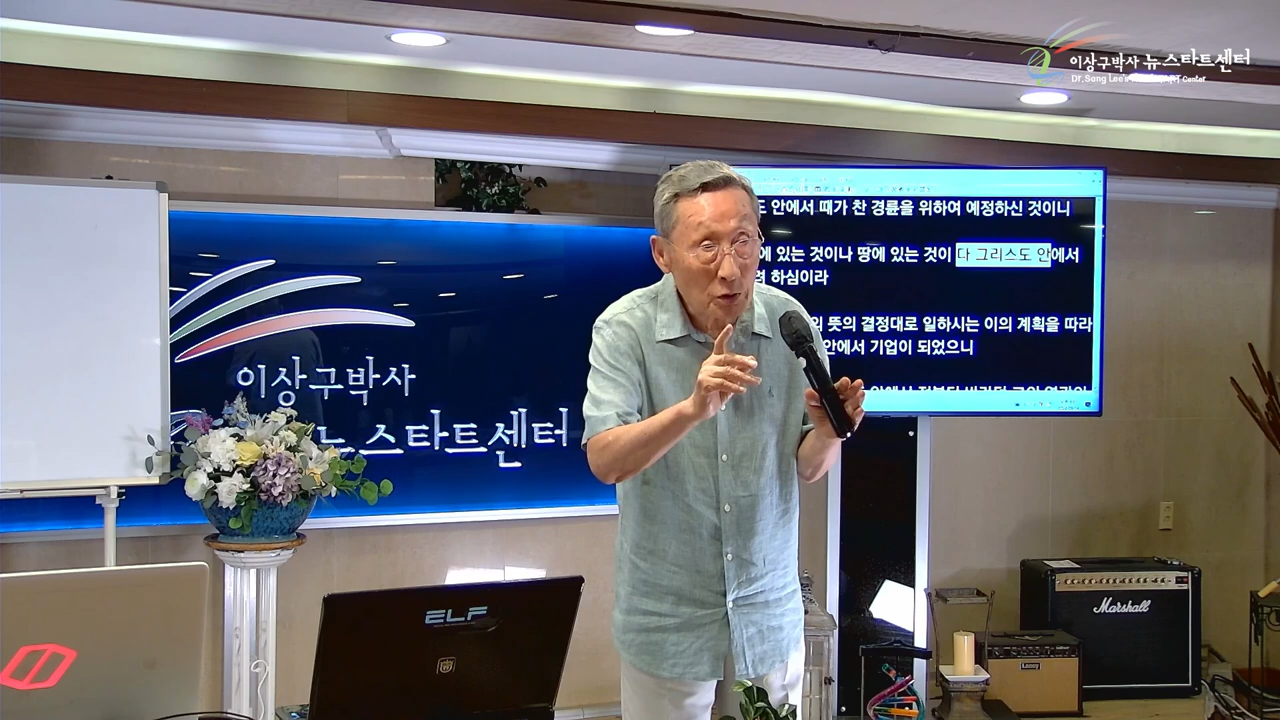 이상구박사 뉴스타트센터
Dr.Sang Lee's
Center
도 안에서 때가 찬 경륜을 위하여 예정하신 것이니
에 있는 것이나 땅에 있는 것이 다 그리스도 안에서
려 하심이라
의 뜻의 결정대로 일하시는 이의 계획을 따라
안에서 기업이 되었으니
이상구박사
뉴스타트센터
ELF
Marshall
Laney